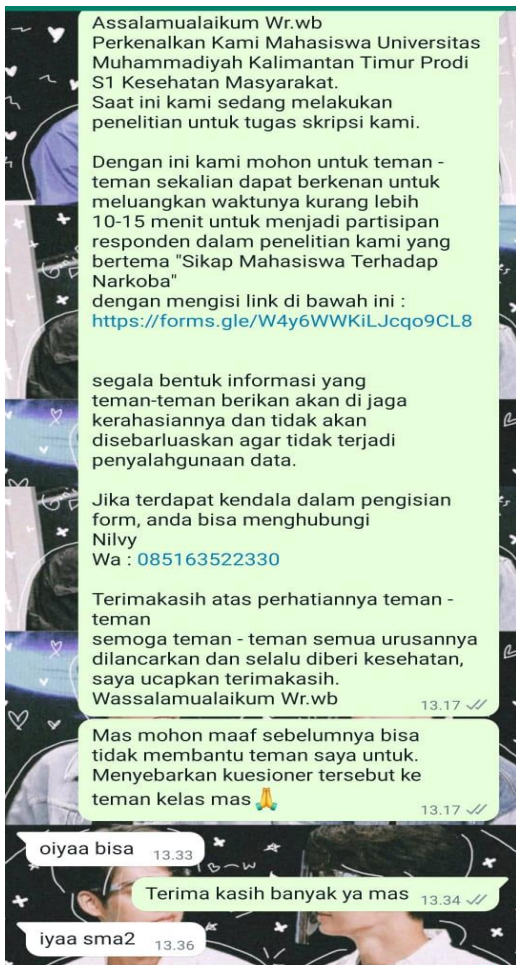 Assalamualaikum Wr.wb
Perkenalkan Kami Mahasiswa Universitas
Muhammadiyah Kalimantan Timur Prodi
S1 Kesehatan Masyarakat.
Saat ini kami sedang melakukan
penelitian untuk tugas skripsi kami.
Dengan ini kami mohon untuk teman -
teman sekalian dapat berkenan untuk
meluangkan waktunya kurang lebih
10-15 menit untuk menjadi partisipan
responden dalam penelitian kami yang
bertema "Sikap Mahasiswa Terhadap
Narkoba"
dengan mengisi link di bawah ini :
https://forms.gle/W4y6WWKiLJcqo9CL8
segala bentuk informasi yang
teman-teman berikan akan di jaga
kerahasiannya dan tidak akan
disebarluaskan agar tidak terjadi
penyalahgunaan data.
Jika terdapat kendala dalam pengisian
form, anda bisa menghubungi
Nilvy
Wa : 085163522330
Terimakasih atas perhatiannya teman -
teman
semoga teman - teman semua urusannya
dilancarkan dan selalu diberi kesehatan,
saya ucapkan terimakasih.
Wassalamualaikum Wr.wb 13.17
Mas mohon maaf sebelumnya bisa
tidak membantu teman saya untuk.
Menyebarkan kuesioner tersebut ke
teman kelas mas 🙏 13.17
oiyaa bisa 13.33
Terima kasih banyak ya mas 13.34
iyaa sma2 13.36